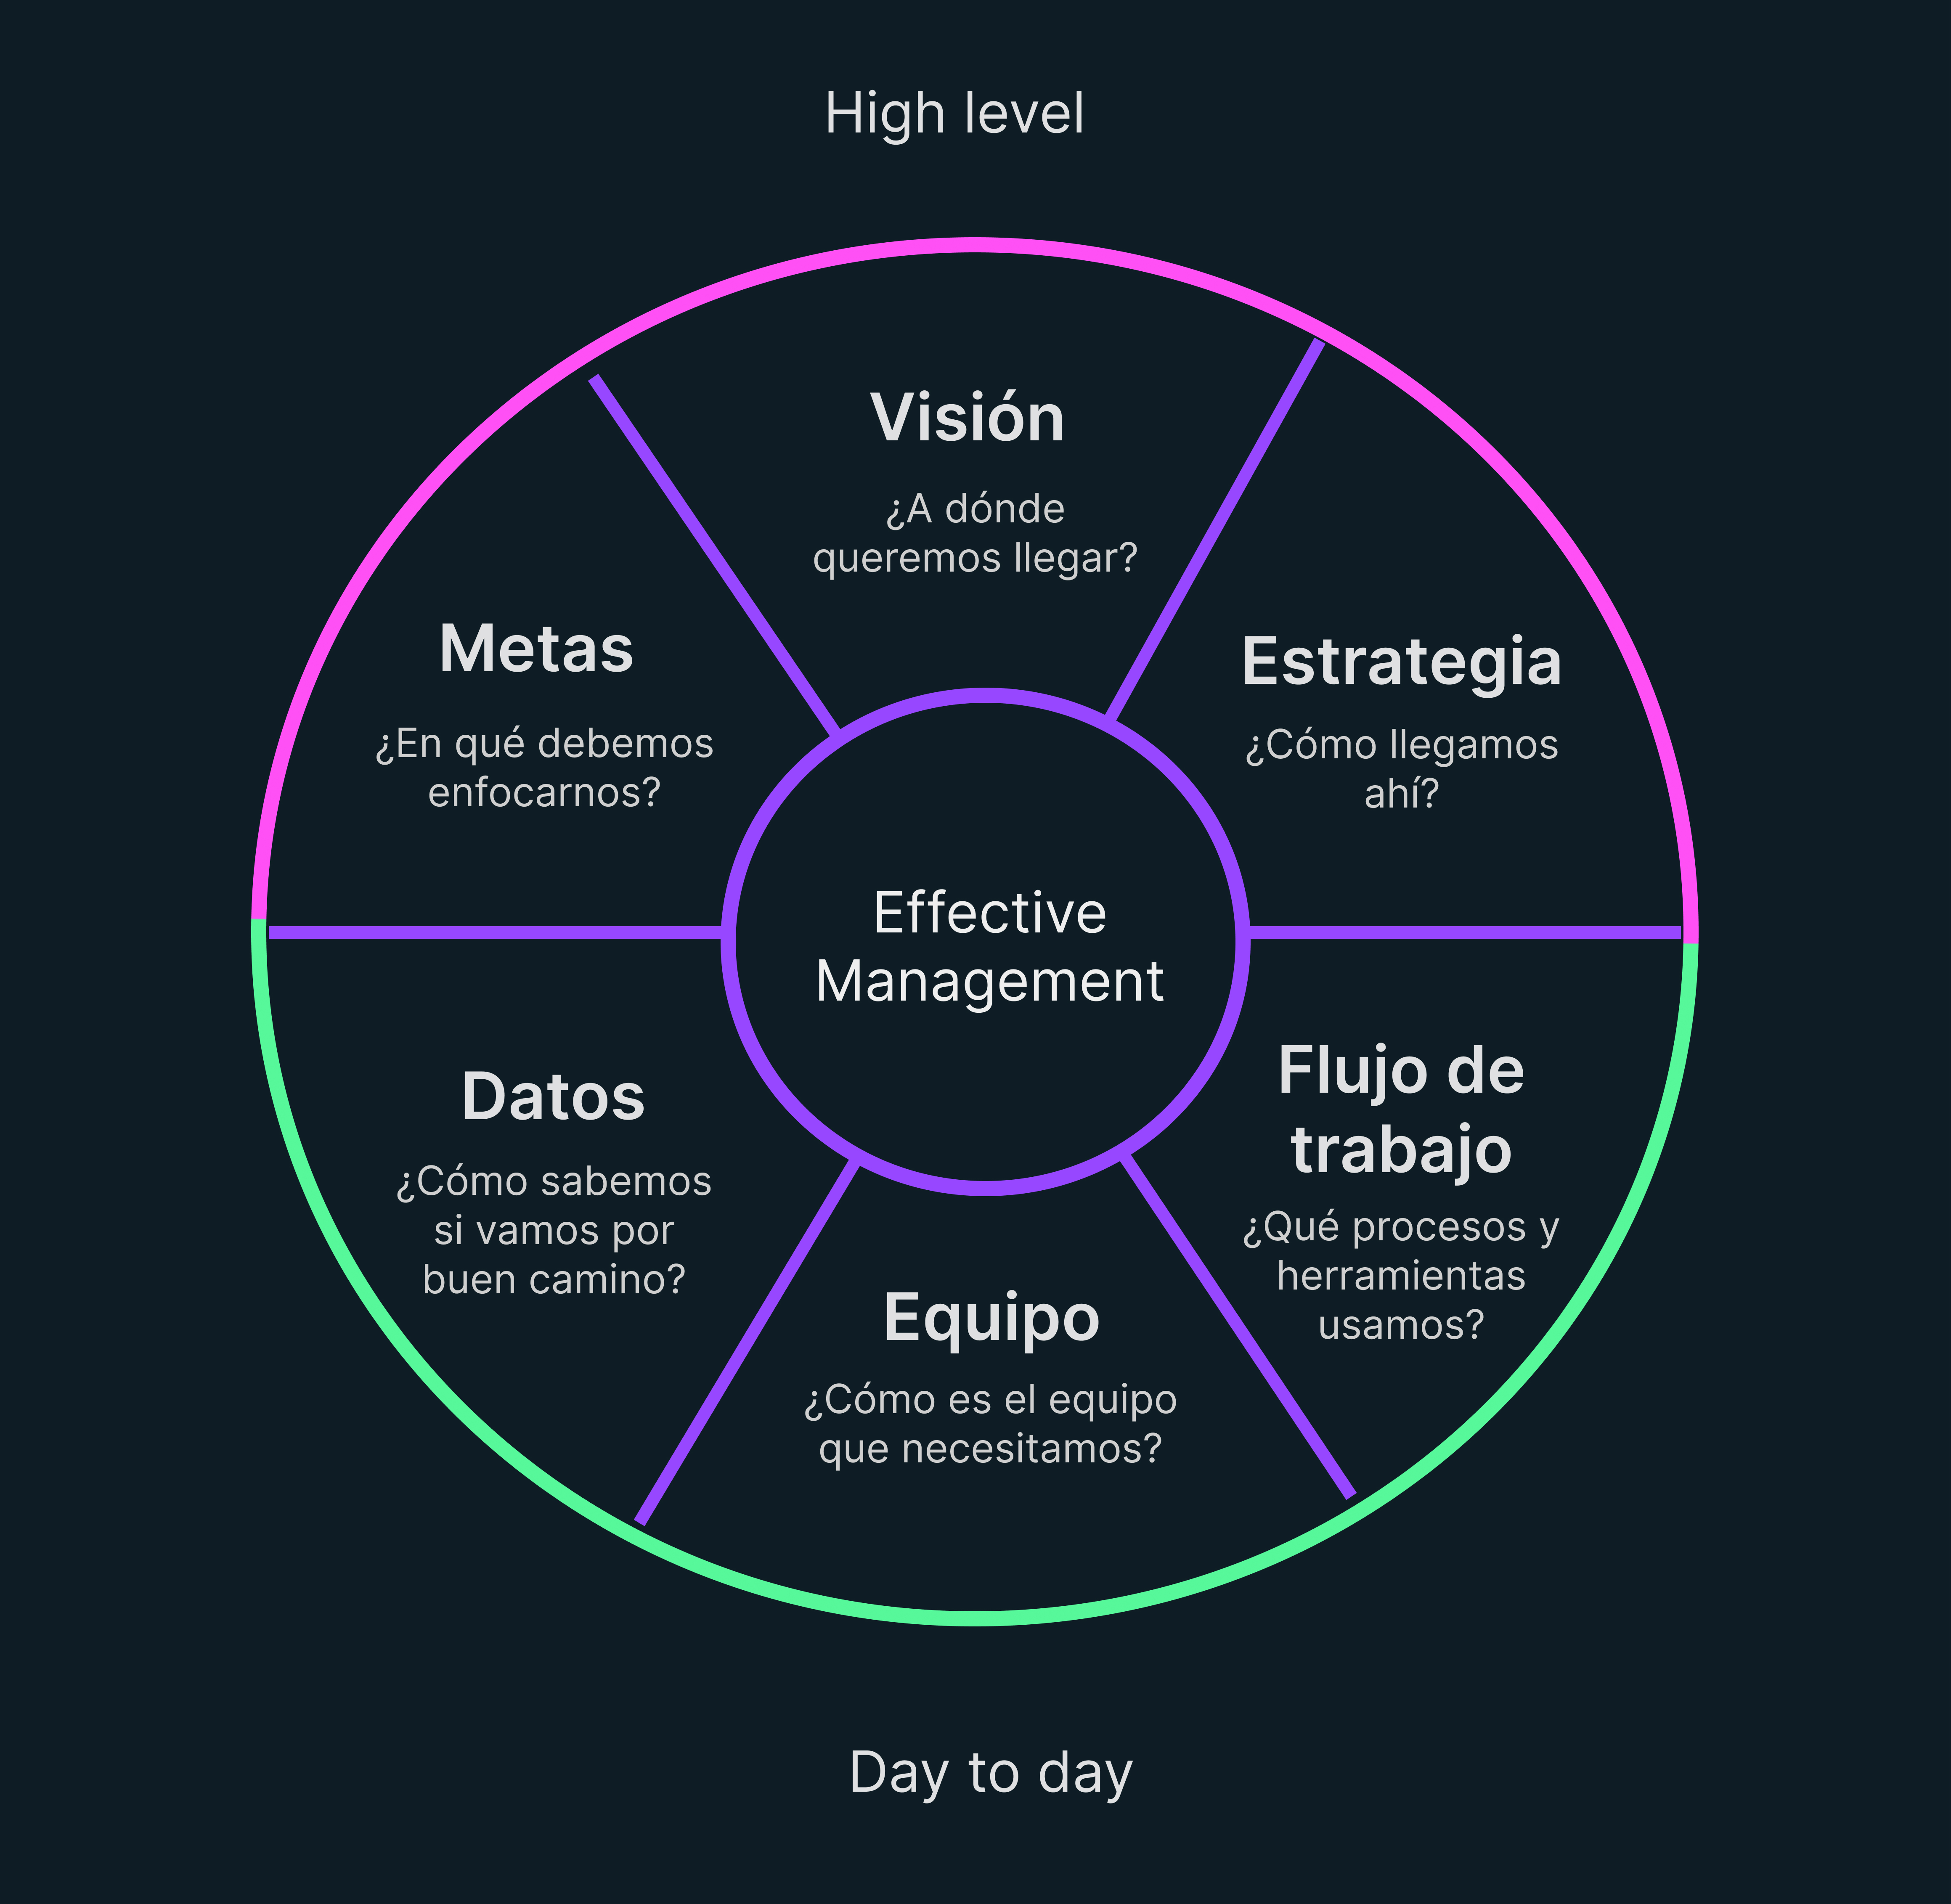 High level
Visión
¿A dónde
queremos llegar?
Metas
¿En qué debemos
enfocarnos?
Estrategia
¿Cómo llegamos
ahí?
Effective
Management
Datos
¿Cómo sabemos
si vamos por
buen camino?
Flujo de
trabajo
¿Qué procesos y
herramientas
usamos?
Equipo
¿Cómo es el equipo
que necesitamos?
Day to day